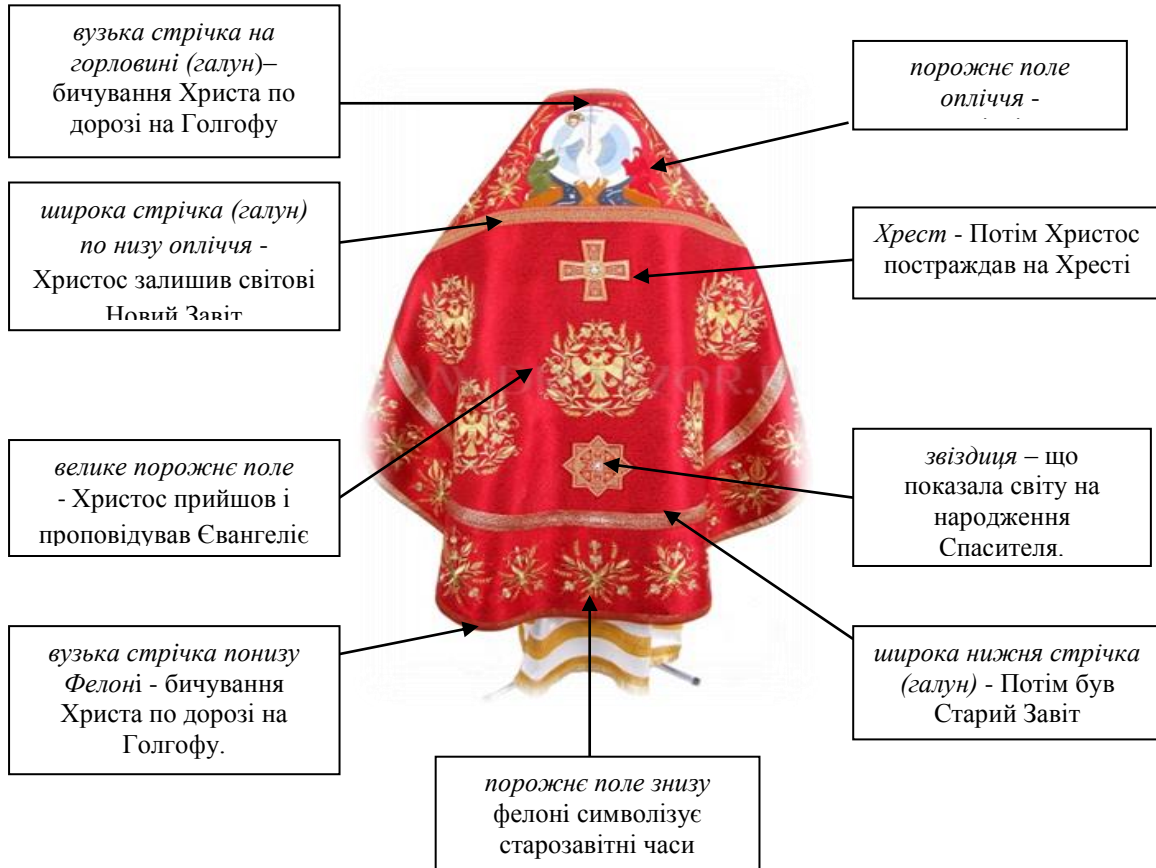 вузька стрічка на
горловині (галун)–
бичування Христа по
дорозі на Голгофу
порожнє поле
опліччя -
широка стрічка (галун)
по низу опліччя -
Христос залишив світові
Новий Завіт
Хрест - Потім Христос
постраждав на Хресті
велике порожнє поле
- Христос прийшов і
проповідував Євангеліє
звіздиця – що
показала світу на
народження
Спасителя.
вузька стрічка понизу
Фелоні - бичування
Христа по дорозі на
Голгофу.
широка нижня стрічка
(галун) - Потім був
Старий Завіт
порожнє поле знизу
фелоні символізує
старозавітні часи